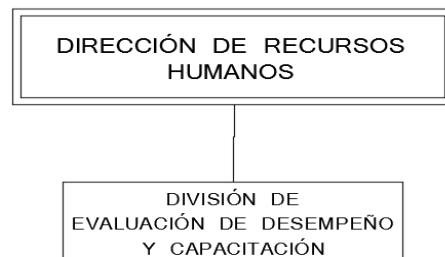 DIRECCIÓN DE RECURSOS
HUMANOS
DIVISIÓN DE
EVALUACIÓN DE DESEMPEÑO
Y CAPACITACIÓN